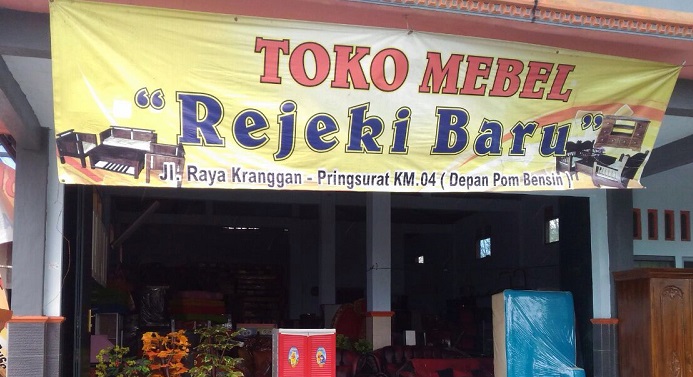 TOKO MEBEL
"Rejeki Baru"
Jl. Raya Kranggan - Pringsurat KM.04 ( Depan Pom Bensin )